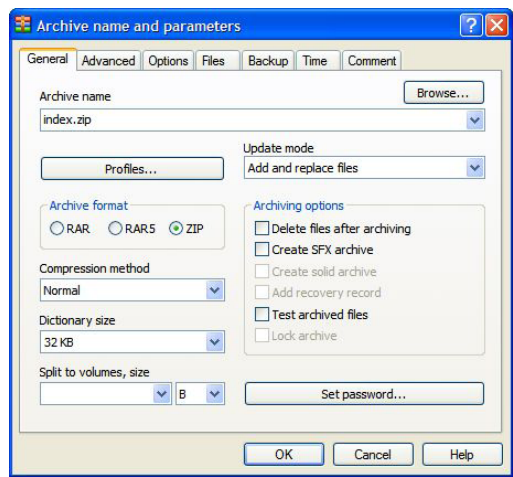 Archive name and parameters
General Advanced Options Files Backup Time Comment
Archive name
Browse...
index.zip
Update mode
Profiles...
Add and replace files
Archive format
RAR RAR5 ZIP
Archiving options
Delete files after archiving
Create SFX archive
Create solid archive
Add recovery record
Test archived files
Lock archive
Compression method
Normal
Dictionary size
32 KB
Split to volumes, size
B
Set password...
OK Cancel Help